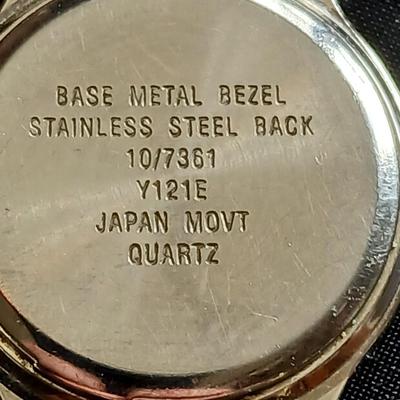 BASE METAL BEZEL
STAINLESS STEEL BACK
10/7361
Y121E
JAPAN MOVT
QUARTZ